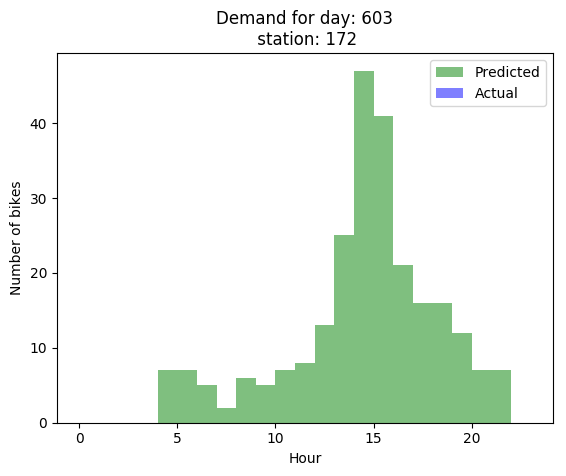 Demand for day: 603
station: 172
Predicted
Actual
Number of bikes
40
30
20
10
0
0 5 10 15 20
Hour